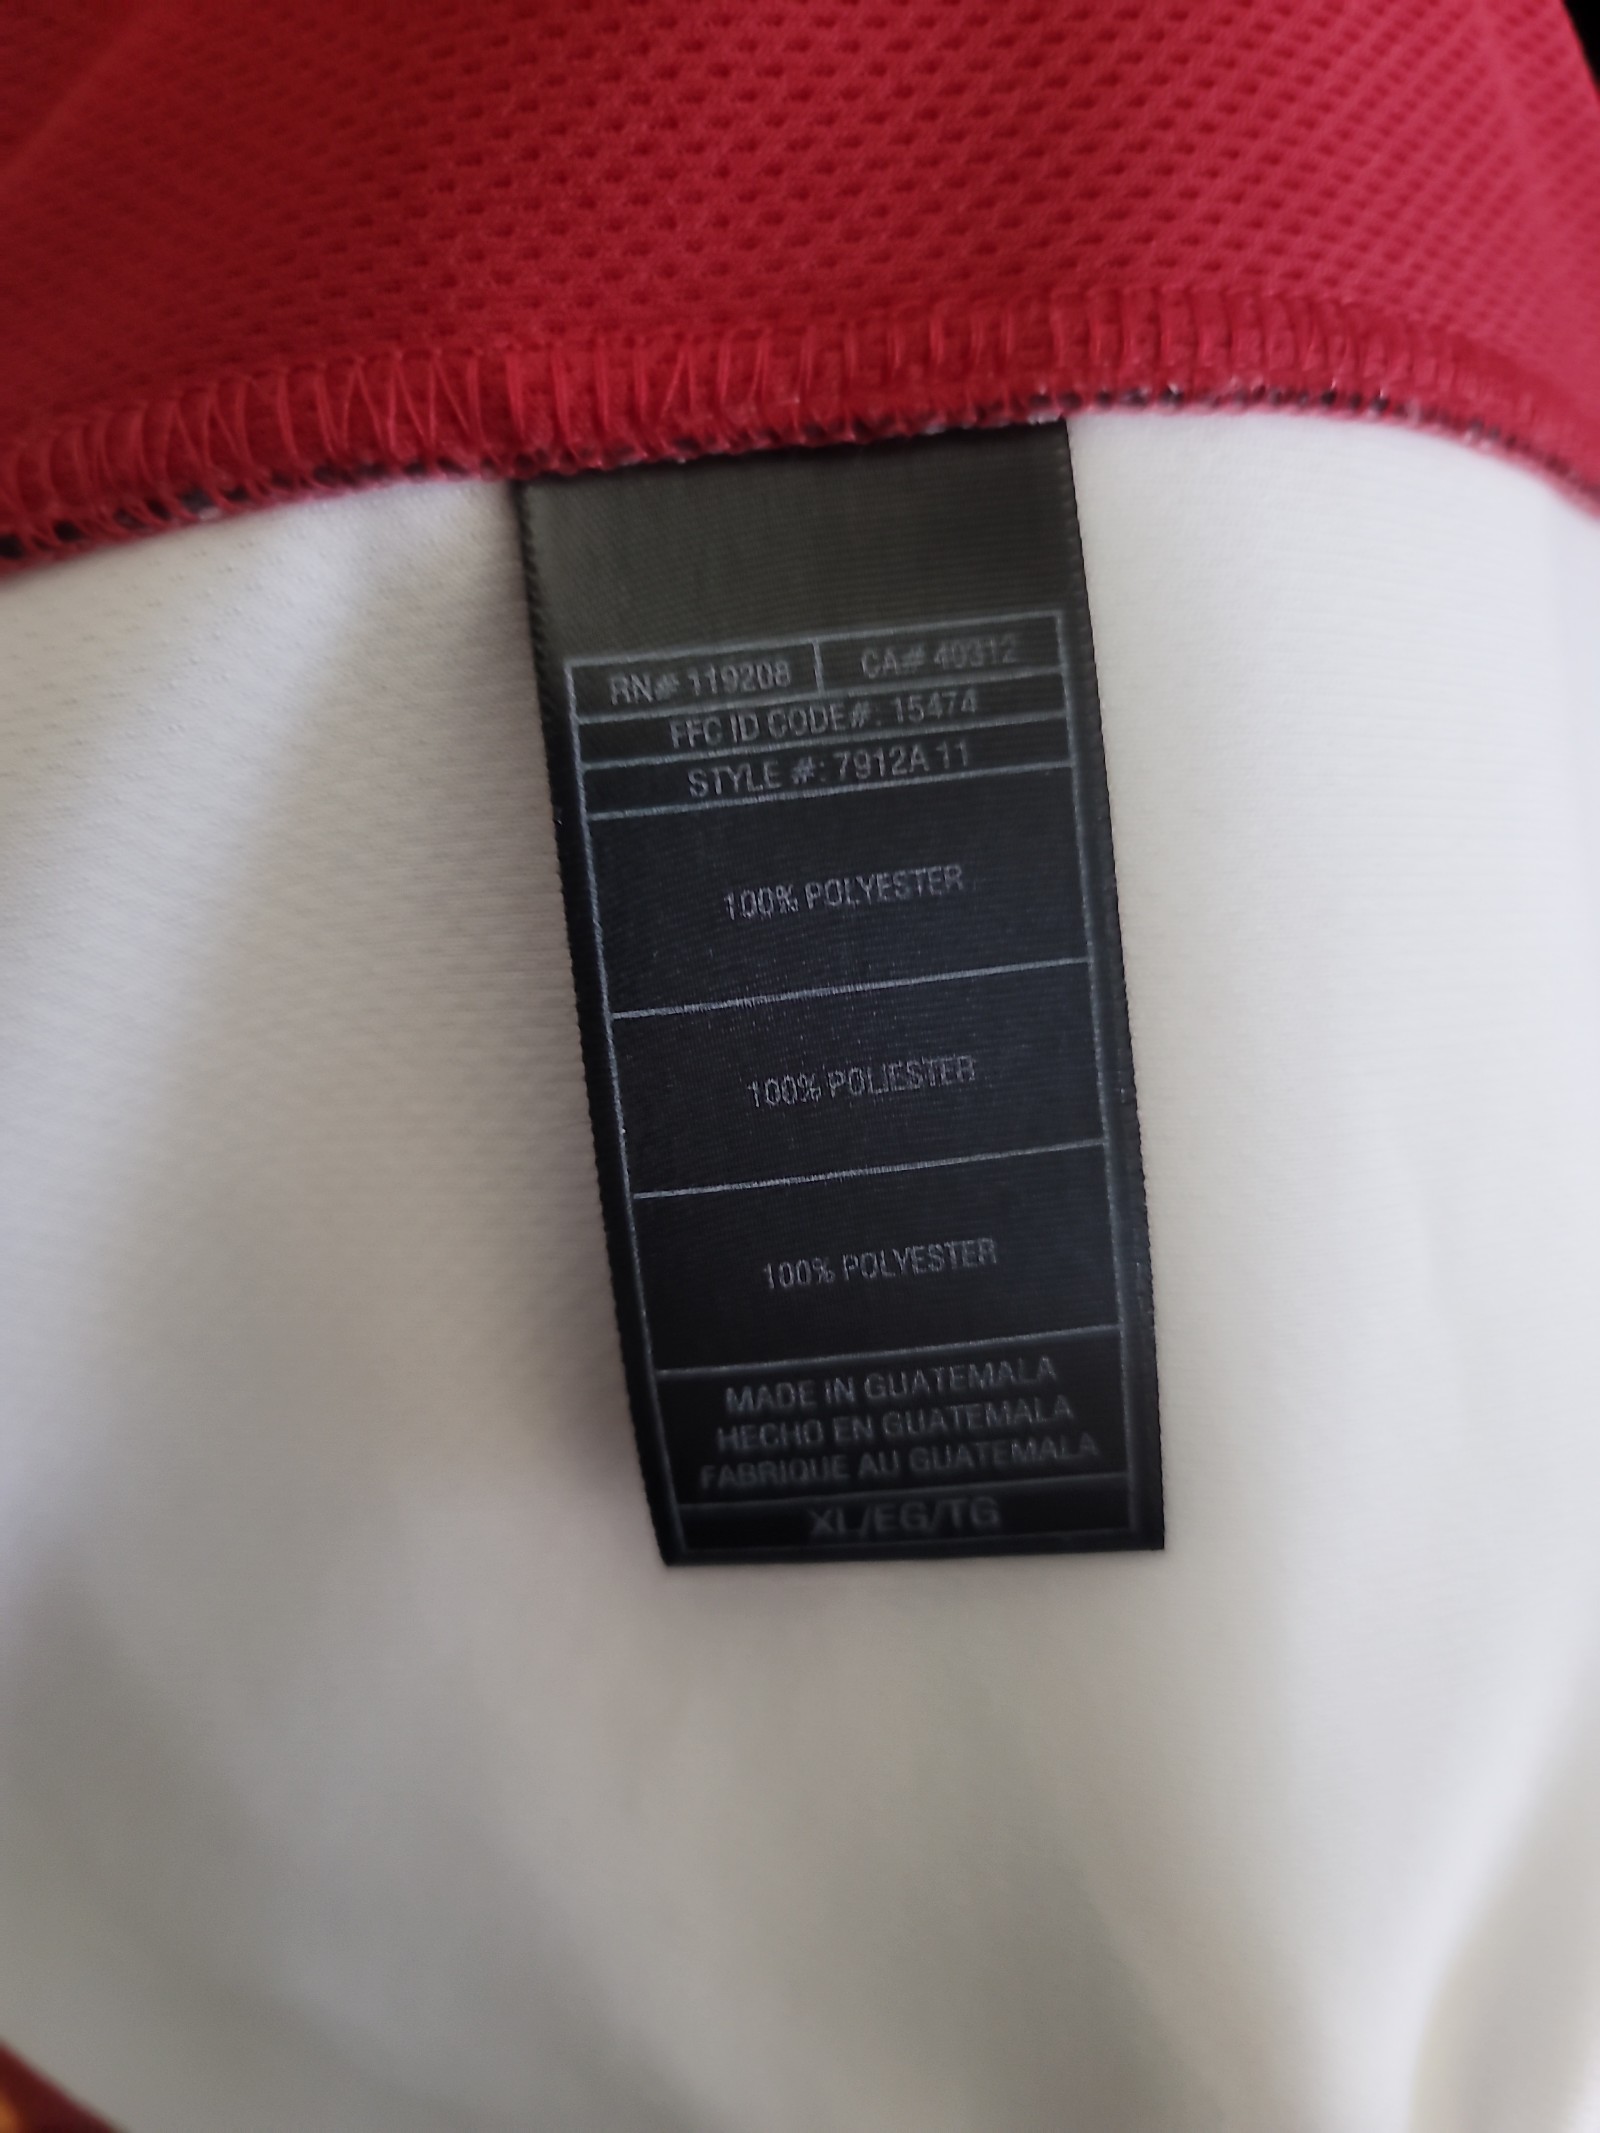 RN# 119208 CA# 40312
FFC ID CODE#: 15474
STYLE #: 7912A 11
100% POLYESTER
100% POLIESTER
100% POLYESTER
MADE IN GUATEMALA
HECHO EN GUATEMALA
FABRIQUE AU GUATEMALA
XL/EG/TG